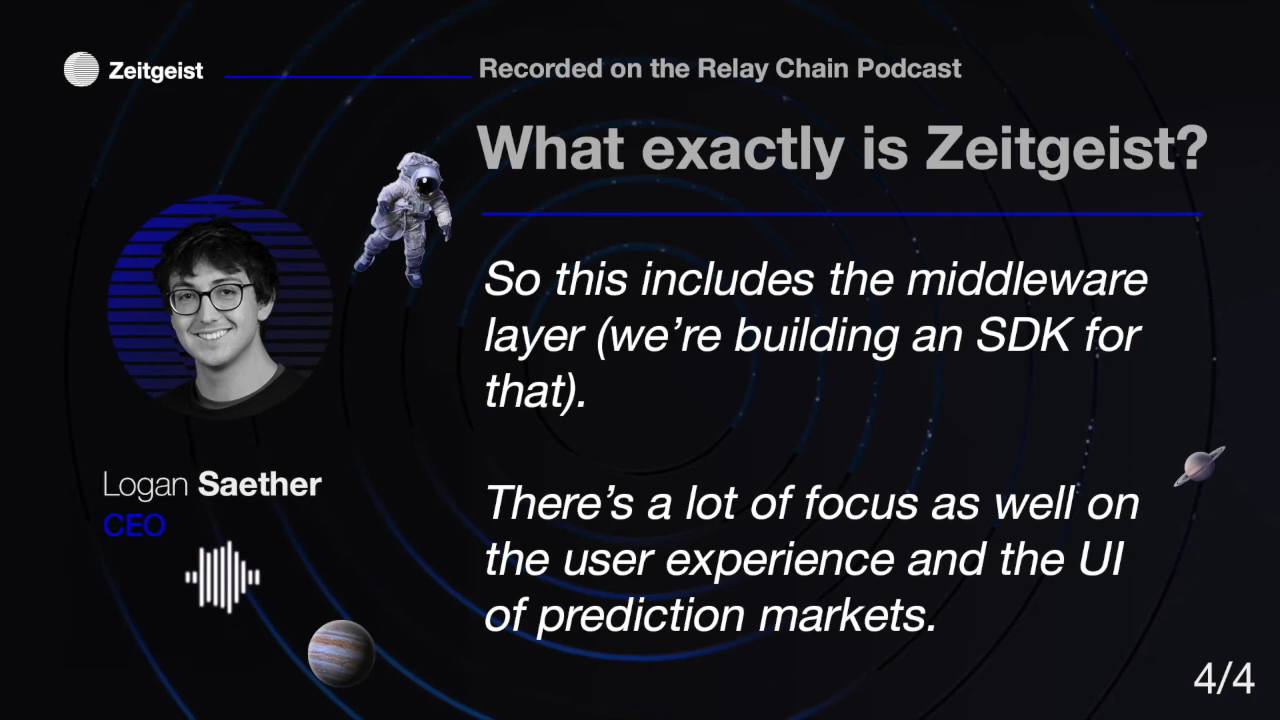 Zeitgeist
Recorded on the Relay Chain Podcast
What exactly is Zeitgeist?
So this includes the middleware
layer (we’re building an SDK for
that).
There’s a lot of focus as well on
the user experience and the UI
of prediction markets.
Logan Saether
CEO
4/4